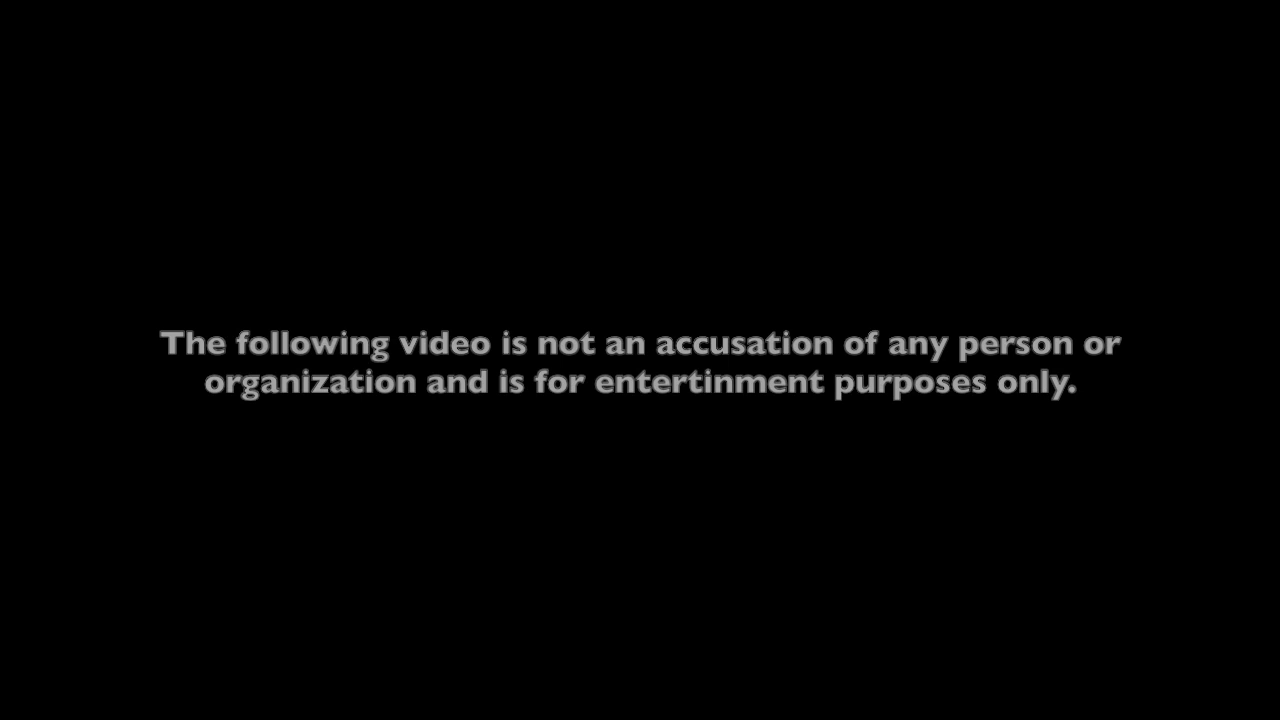 The following video is not an accusation of any person or
organization and is for entertinment purposes only.